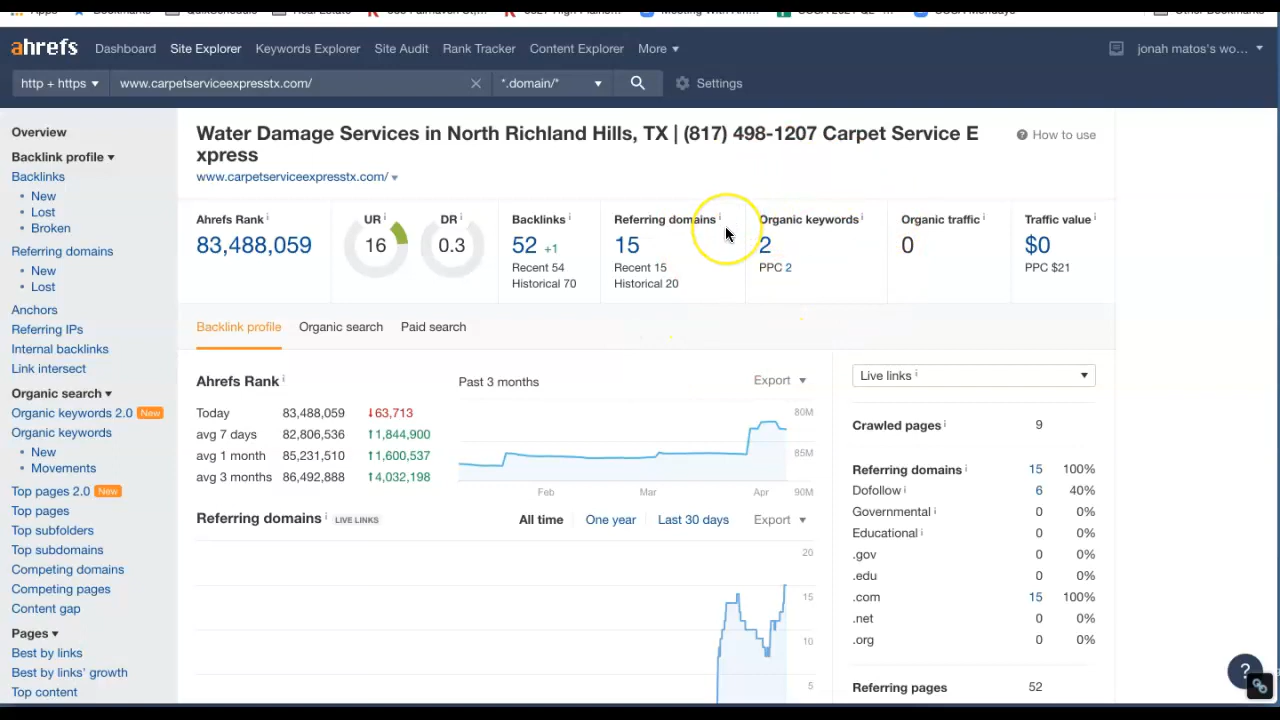 ahrefs Dashboard Site Explorer Keywords Explorer Site Audit Rank Tracker Content Explorer More jonah matos's wo...
http + https www.carpetserviceexpresstx.com/ *.domain/* Settings
Water Damage Services in North Richland Hills, TX | (817) 498-1207 Carpet Service E
xpress
How to use
www.carpetserviceexpresstx.com/
Overview
Backlink profile
Backlinks
New
Lost
Broken
Referring domains
New
Lost
Anchors
Referring IPs
Internal backlinks
Link intersect
Organic search
Organic keywords 2.0 New
Organic keywords
New
Movements
Top pages 2.0 New
Top pages
Top subfolders
Top subdomains
Competing domains
Competing pages
Content gap
Pages
Best by links
Best by links' growth
Top content
Ahrefs Rank UR DR Backlinks Referring domains Organic keywords Organic traffic Traffic value
83,488,059 16 0.3 52 +1 15 2 0 $0
Recent 54 Recent 15 PPC 2 PPC $21
Historical 70 Historical 20
Backlink profile Organic search Paid search
Ahrefs Rank Past 3 months Export
Today 83,488,059 ↓63,713
avg 7 days 82,806,536 ↑1,844,900
avg 1 month 85,231,510 ↑1,600,537
avg 3 months 86,492,888 ↑4,032,198
80M
85M
90M
Feb Mar Apr
Referring domains LIVE LINKS All time One year Last 30 days Export
20
15
10
5
Live links
Crawled pages 9
Referring domains 15 100%
Dofollow 6 40%
Governmental 0 0%
Educational 0 0%
.gov 0 0%
.edu 0 0%
.com 15 100%
.net 0 0%
.org 0 0%
Referring pages 52
?